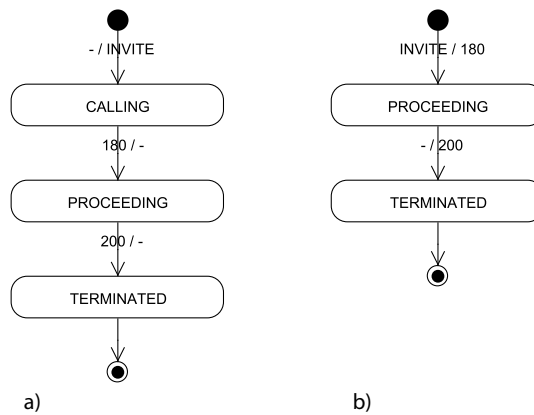 - / INVITE
CALLING
180 / -
PROCEEDING
200 / -
TERMINATED
a)
INVITE / 180
PROCEEDING
- / 200
TERMINATED
b)